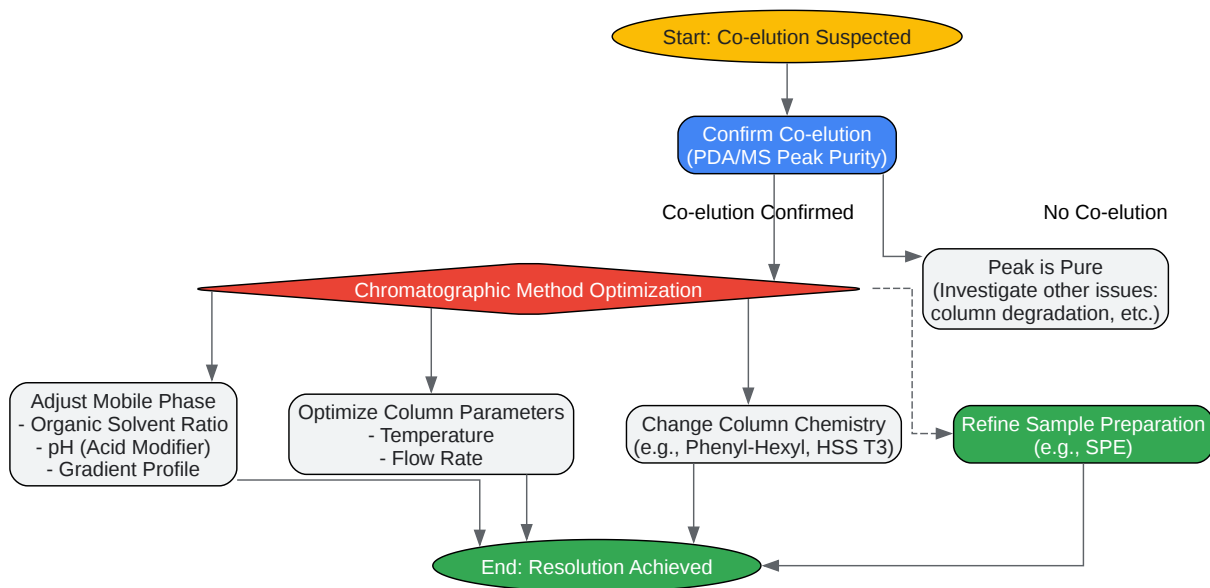 Start: Co-elution Suspected
Confirm Co-elution
(PDA/MS Peak Purity)
Co-elution Confirmed
No Co-elution
Chromatographic Method Optimization
Peak is Pure
(Investigate other issues:
column degradation, etc.)
Adjust Mobile Phase
- Organic Solvent Ratio
- pH (Acid Modifier)
- Gradient Profile
Optimize Column Parameters
- Temperature
- Flow Rate
Change Column Chemistry
(e.g., Phenyl-Hexyl, HSS T3)
Refine Sample Preparation
(e.g., SPE)
End: Resolution Achieved